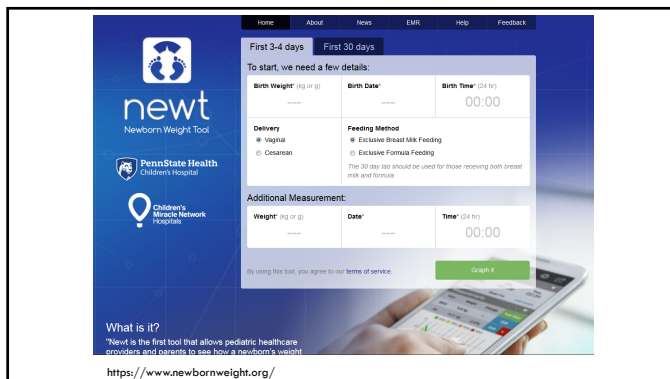 Home About News EMR Help Feedback
First 3-4 days First 30 days
To start, we need a few details:
Birth Weight* (kg or g) Birth Date* Birth Time* (24 hr)
--- --- 00:00
Delivery Feeding Method
Vaginal Exclusive Breast Milk Feeding
Cesarean Exclusive Formula Feeding
The 30 day tab should be used for those receiving both breast
milk and formula
Additional Measurement:
Weight* (kg or g) Date* Time* (24 hr)
--- --- 00:00
By using this tool, you agree to our terms of service. Graph it
newt
Newborn Weight Tool
PennState Health
Children's Hospital
Children's
Miracle Network
Hospitals
What is it?
"Newt is the first tool that allows pediatric healthcare
providers and parents to see how a newborn's weight
https://www.newbornweight.org/